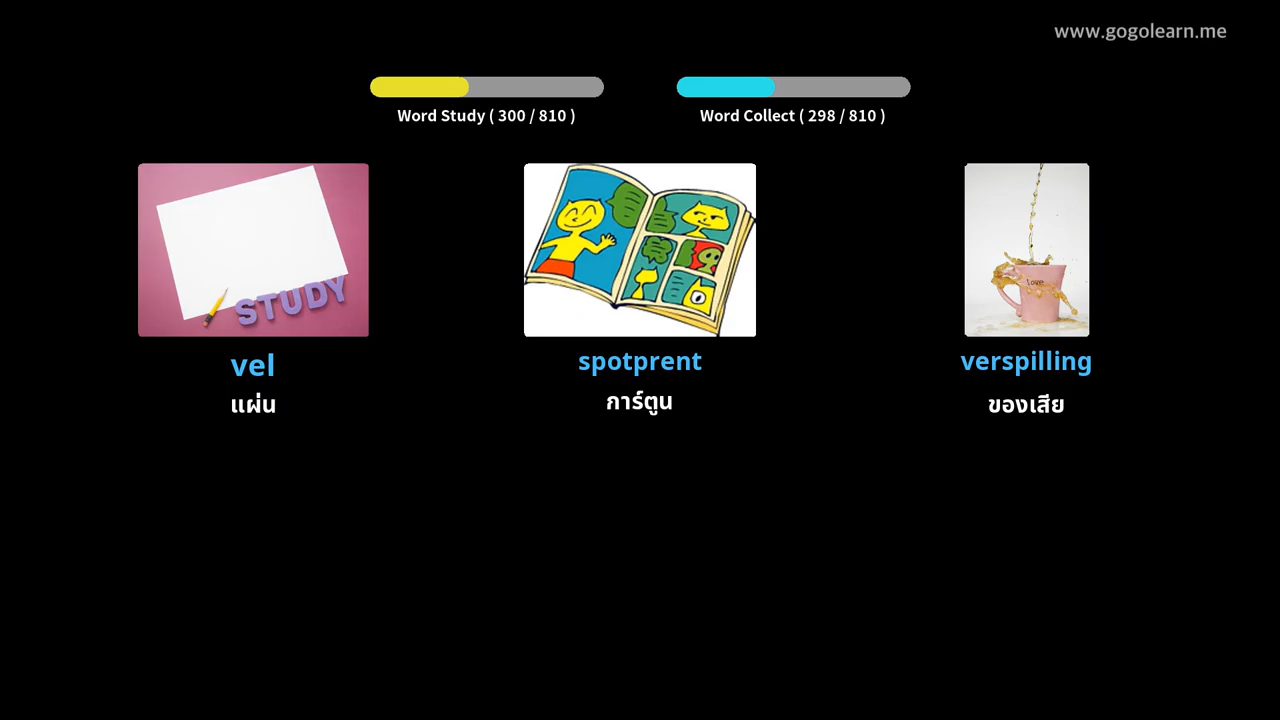 www.gogolearn.me
Word Study ( 300 / 810 )
Word Collect ( 298 / 810 )
STUDY
love
vel
spotprent
verspilling
แผ่น
การ์ตูน
ของเสีย